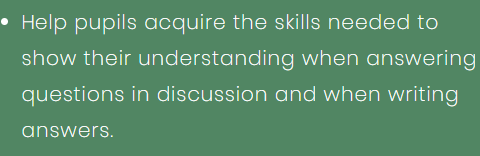 • Help pupils acquire the skills needed to
show their understanding when answering
questions in discussion and when writing
answers.